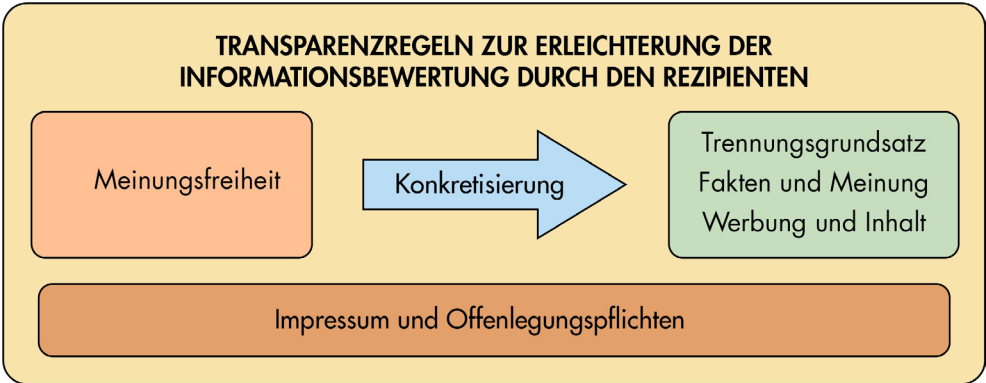 TRANSPARENZREGELN ZUR ERLEICHTERUNG DER
INFORMATIONSBEWERTUNG DURCH DEN REZIPIENTEN
Meinungsfreiheit
Konkretisierung
Trennungsgrundsatz
Fakten und Meinung
Werbung und Inhalt
Impressum und Offenlegungspflichten